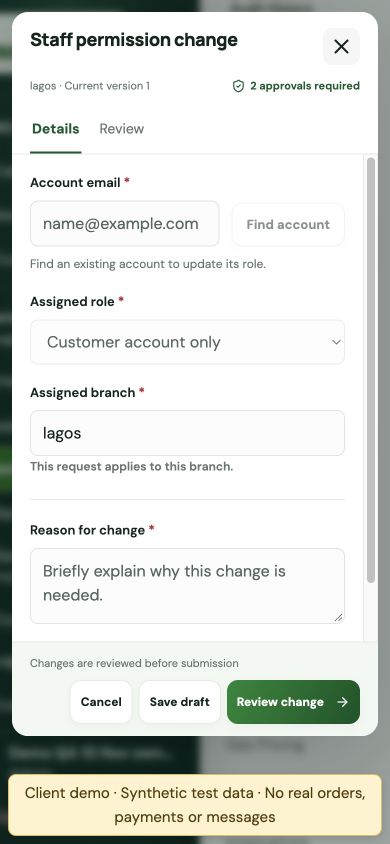 Staff permission change
lagos · Current version 1
2 approvals required
Details
Review
Account email *
name@example.com
Find account
Find an existing account to update its role.
Assigned role *
Customer account only
Assigned branch *
lagos
This request applies to this branch.
Reason for change *
Briefly explain why this change is
needed.
Changes are reviewed before submission
Cancel
Save draft
Review change
Client demo · Synthetic test data · No real orders,
payments or messages